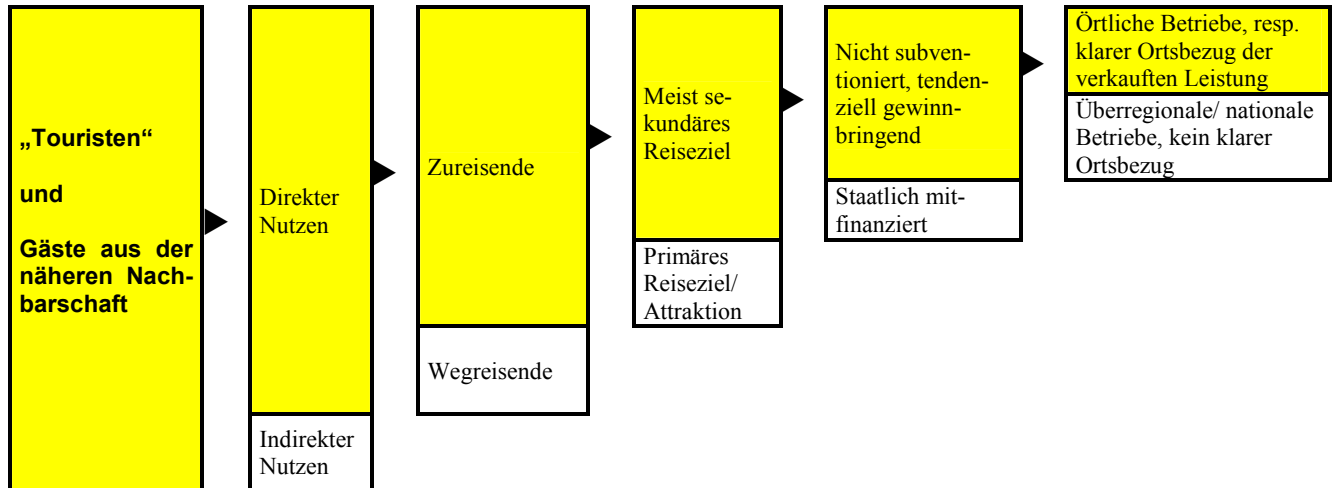 „Touristen“
und
Gäste aus der
näheren Nach-
barschaft
Direkter
Nutzen
Indirekter
Nutzen
Zureisende
Wegreisende
Meist se-
kundäres
Reiseziel
Primäres
Reiseziel/
Attraktion
Nicht subven-
tioniert, tenden-
ziell gewinn-
bringend
Staatlich mit-
finanziert
Örtliche Betriebe, resp.
klarer Ortsbezug der
verkauften Leistung
Überregionale/ nationale
Betriebe, kein klarer
Ortsbezug